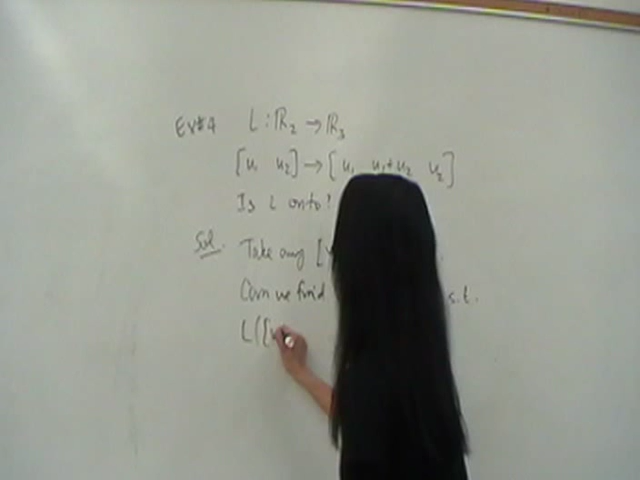 Ex#4 L : ℝ₂ → ℝ₃
[u₁ u₂] → [u₁ u₁+u₂ u₂]
Is L onto?
Sol. Take any [
Can we find s.t.
L([